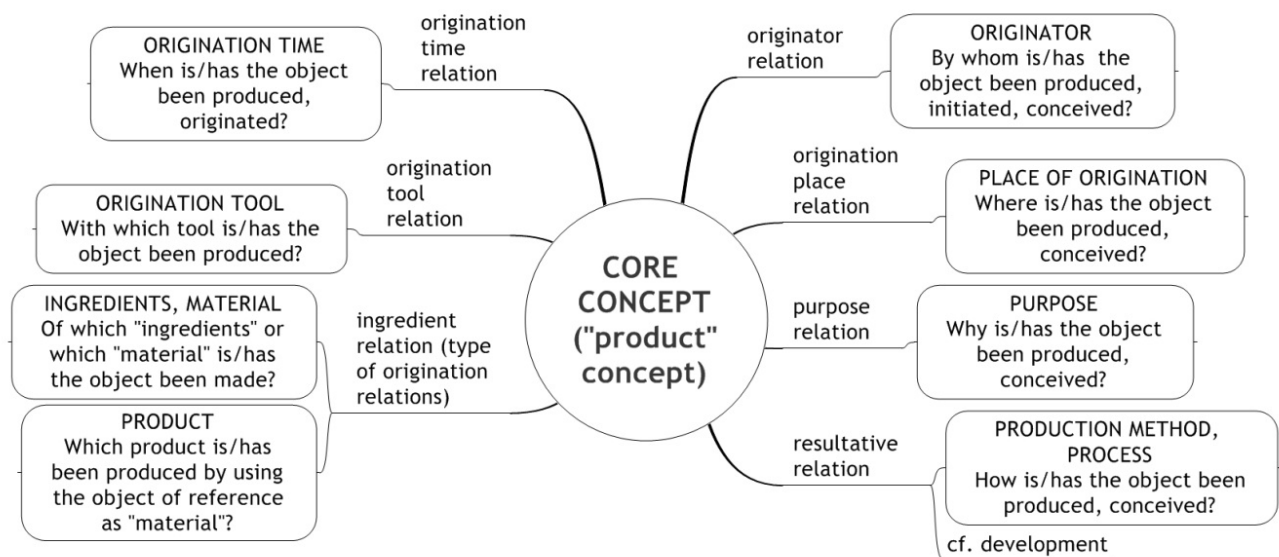 ORIGINATION TIME
When is/has the object
been produced,
originated?
origination
time
relation
ORIGINATION TOOL
With which tool is/has the
object been produced?
origination
tool
relation
INGREDIENTS, MATERIAL
Of which "ingredients" or
which "material" is/has
the object been made?
PRODUCT
Which product is/has
been produced by using
the object of reference
as "material"?
ingredient
relation (type
of origination
relations)
CORE
CONCEPT
("product"
concept)
originator
relation
ORIGINATOR
By whom is/has the
object been produced,
initiated, conceived?
origination
place
relation
PLACE OF ORIGINATION
Where is/has the object
been produced,
conceived?
purpose
relation
PURPOSE
Why is/has the object
been produced,
conceived?
resultative
relation
PRODUCTION METHOD,
PROCESS
How is/has the object been
produced, conceived?
cf. development